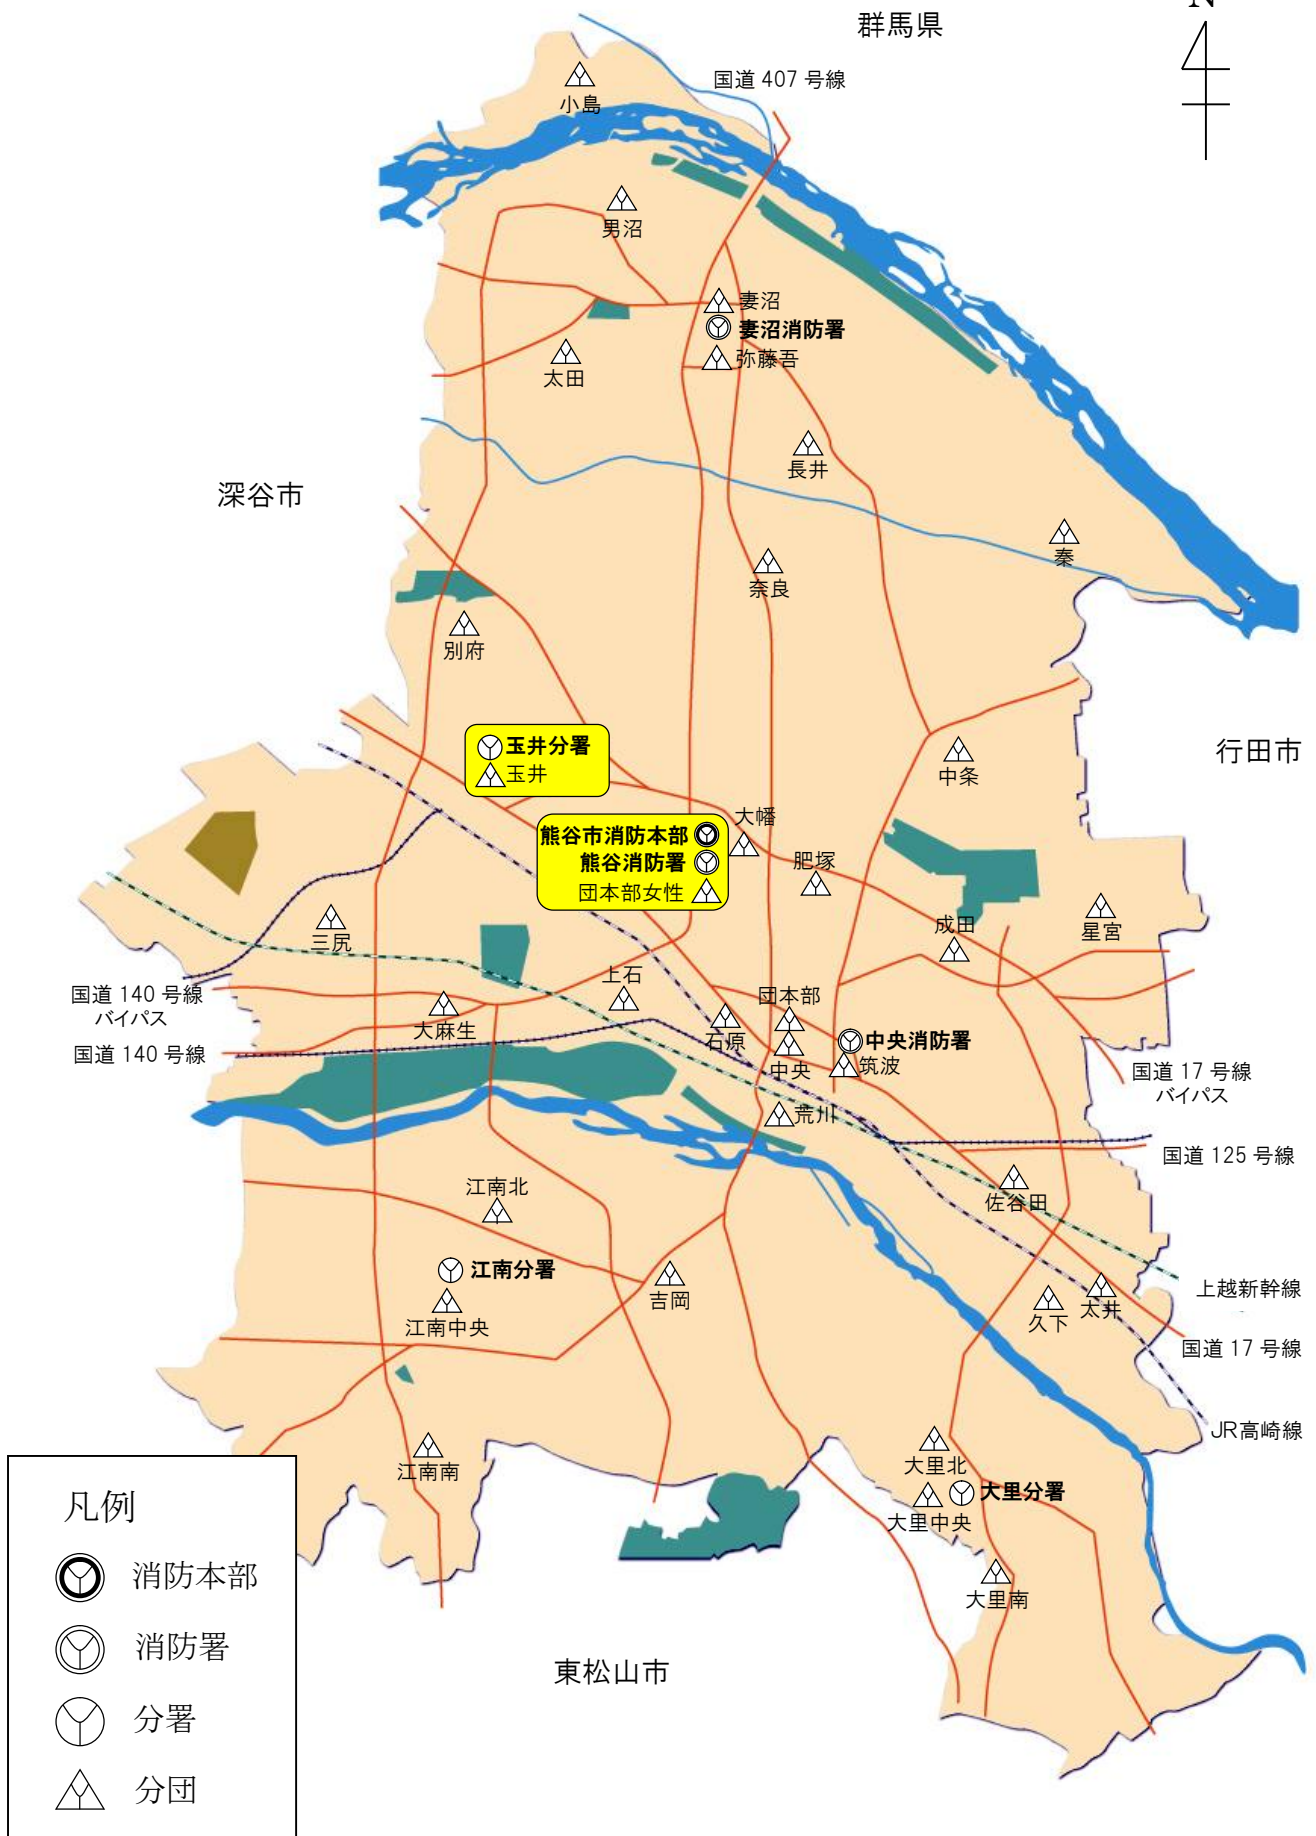 群馬県
N
国道 407 号線
小島
男沼
妻沼
妻沼消防署
弥藤吾
太田
長井
深谷市
秦
奈良
別府
行田市
玉井分署
玉井
中条
大幡
熊谷市消防本部
熊谷消防署
団本部女性
肥塚
三尻
成田
星宮
上石
国道 140 号線
バイパス
大麻生
団本部
石原
中央消防署
国道 140 号線
中央
筑波
国道 17 号線
バイパス
荒川
国道 125 号線
江南北
佐谷田
江南分署
上越新幹線
吉岡
江南中央
久下
太井
国道 17 号線
JR高崎線
江南南
大里北
大里分署
大里中央
大里南
東松山市
凡例
消防本部
消防署
分署
分団